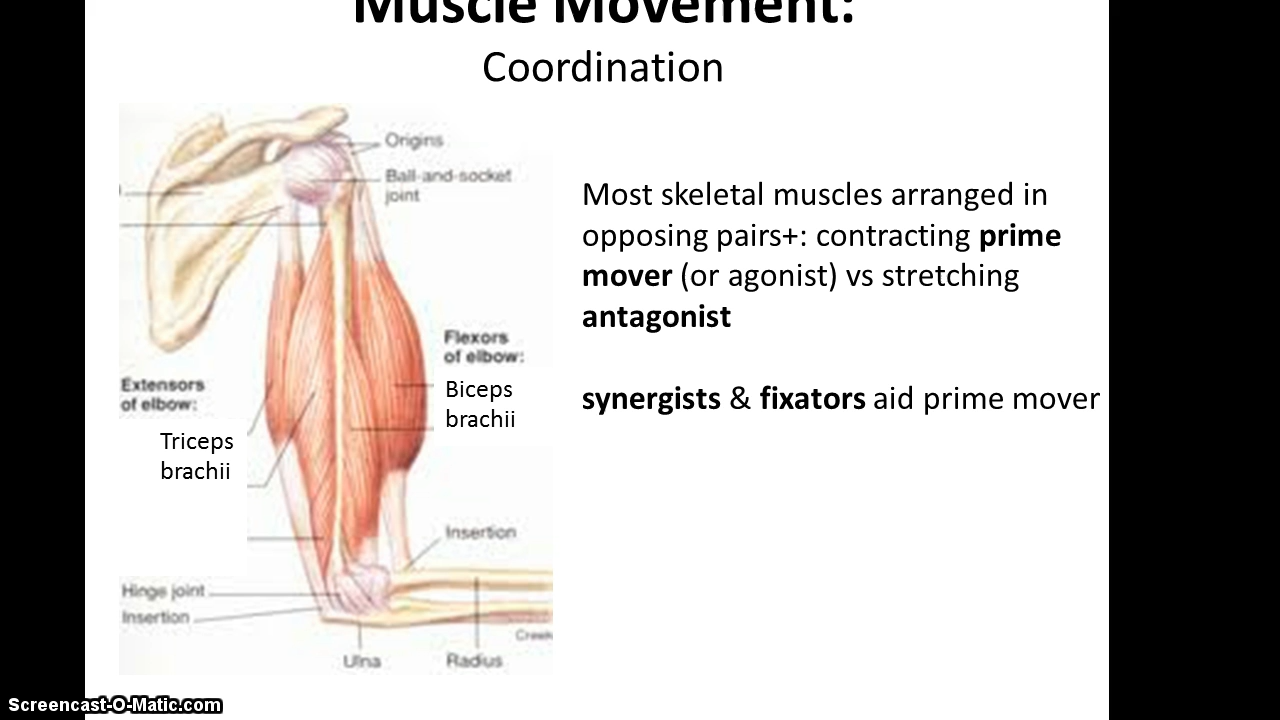 Muscle Movement:
Coordination
Origins
Ball-and-socket
joint
Most skeletal muscles arranged in
opposing pairs+: contracting prime
mover (or agonist) vs stretching
antagonist
synergists & fixators aid prime mover
Flexors
of elbow:
Biceps
brachii
Extensors
of elbow:
Triceps
brachii
Insertion
Hinge joint
Insertion
Ulna
Radius
Screencast-O-Matic.com